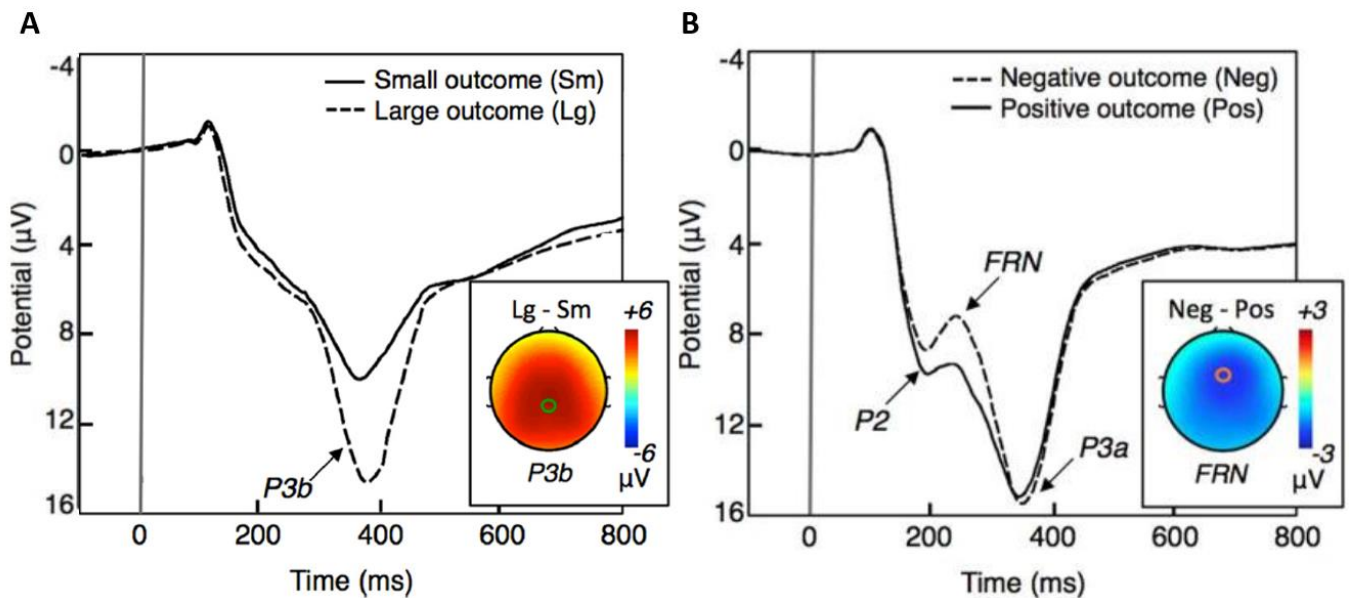 A
-4
0
4
8
12
16
Potential (µV)
Small outcome (Sm)
Large outcome (Lg)
P3b
Lg - Sm
+6
-6
µV
P3b
0 200 400 600 800
Time (ms)
B
-4
0
4
8
12
16
Potential (µV)
Negative outcome (Neg)
Positive outcome (Pos)
FRN
P2
P3a
Neg - Pos
+3
-3
µV
FRN
0 200 400 600 800
Time (ms)